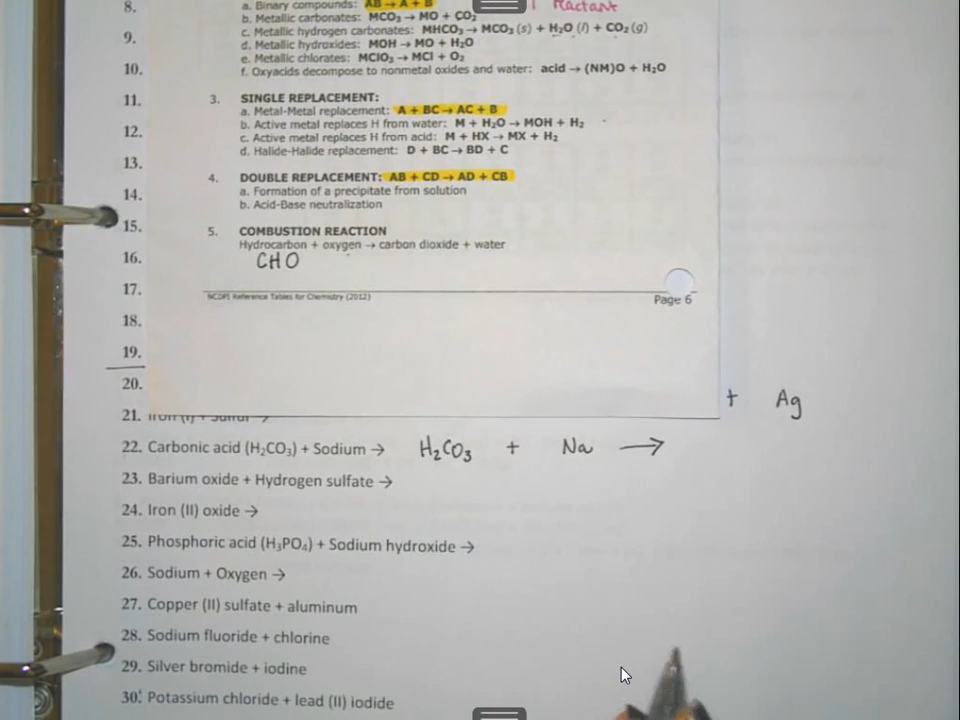 8.
a. Binary compounds: AB → A + B
Reactant
b. Metallic carbonates: MCO₃ → MO + CO₂
9.
c. Metallic hydrogen carbonates: MHCO₃ → MCO₃ (s) + H₂O (l) + CO₂ (g)
d. Metallic hydroxides: MOH → MO + H₂O
e. Metallic chlorates: MClO₃ → MCl + O₂
10.
f. Oxyacids decompose to nonmetal oxides and water: acid → (NM)O + H₂O
11.
3. SINGLE REPLACEMENT:
a. Metal-Metal replacement: A + BC → AC + B
b. Active metal replaces H from water: M + H₂O → MOH + H₂
12.
c. Active metal replaces H from acid: M + HX → MX + H₂
d. Halide-Halide replacement: D + BC → BD + C
13.
4. DOUBLE REPLACEMENT: AB + CD → AD + CB
14.
a. Formation of a precipitate from solution
b. Acid-Base neutralization
15.
5. COMBUSTION REACTION
Hydrocarbon + oxygen → carbon dioxide + water
16.
CHO
17.
NCDPI Reference Tables for Chemistry (2012)
Page 6
18.
19.
20.
+ Ag
21.
22. Carbonic acid (H₂CO₃) + Sodium → H₂CO₃ + Na →
23. Barium oxide + Hydrogen sulfate →
24. Iron (II) oxide →
25. Phosphoric acid (H₃PO₄) + Sodium hydroxide →
26. Sodium + Oxygen →
27. Copper (II) sulfate + aluminum
28. Sodium fluoride + chlorine
29. Silver bromide + iodine
30. Potassium chloride + lead (II) iodide